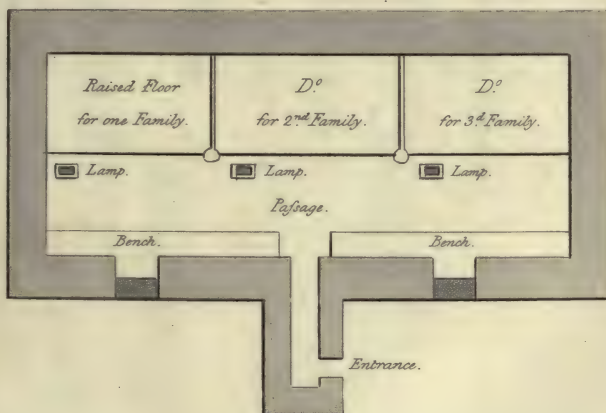 Raised Floor
for one Family.
D.º
for 2.nd Family.
D.º
for 3.d Family.
Lamp.
Lamp.
Lamp.
Paſsage.
Bench.
Bench.
Entrance.